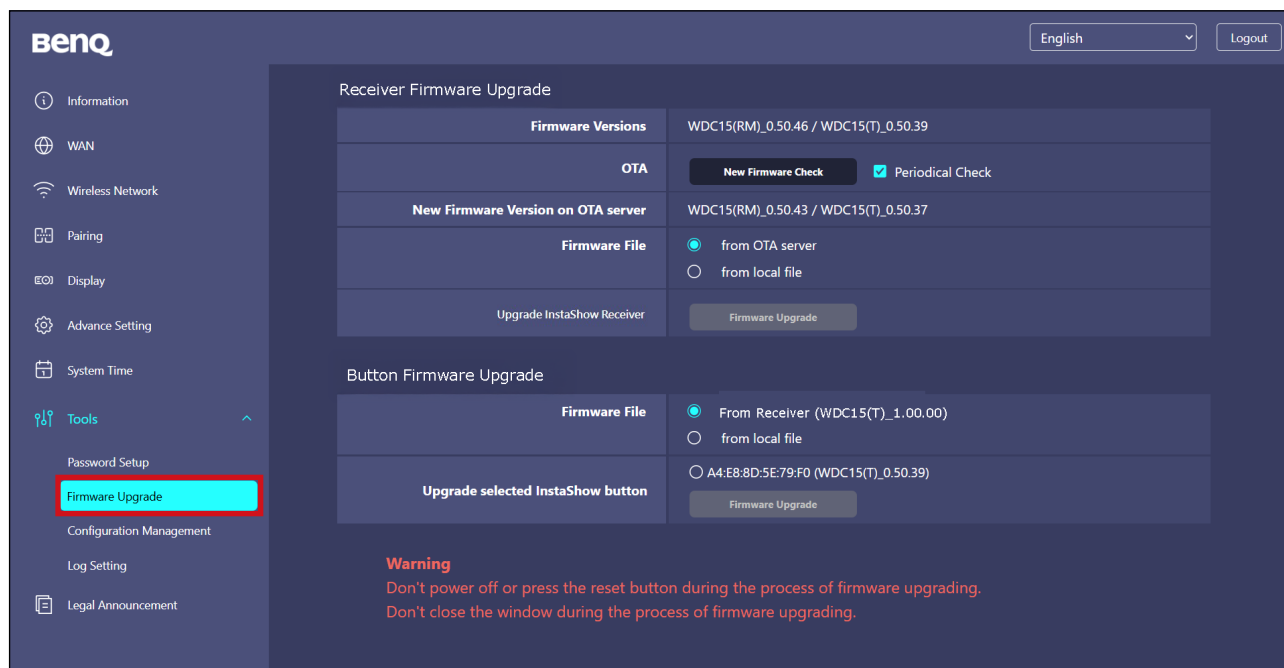 BenQ
English
Logout
Information
WAN
Wireless Network
Pairing
Display
Advance Setting
System Time
Tools
Password Setup
Firmware Upgrade
Configuration Management
Log Setting
Legal Announcement
Receiver Firmware Upgrade
Firmware Versions WDC15(RM)_0.50.46 / WDC15(T)_0.50.39
OTA New Firmware Check Periodical Check
New Firmware Version on OTA server WDC15(RM)_0.50.43 / WDC15(T)_0.50.37
Firmware File from OTA server
from local file
Upgrade InstaShow Receiver Firmware Upgrade
Button Firmware Upgrade
Firmware File From Receiver (WDC15(T)_1.00.00)
from local file
A4:E8:8D:5E:79:F0 (WDC15(T)_0.50.39)
Upgrade selected InstaShow button
Firmware Upgrade
Warning
Don't power off or press the reset button during the process of firmware upgrading.
Don't close the window during the process of firmware upgrading.